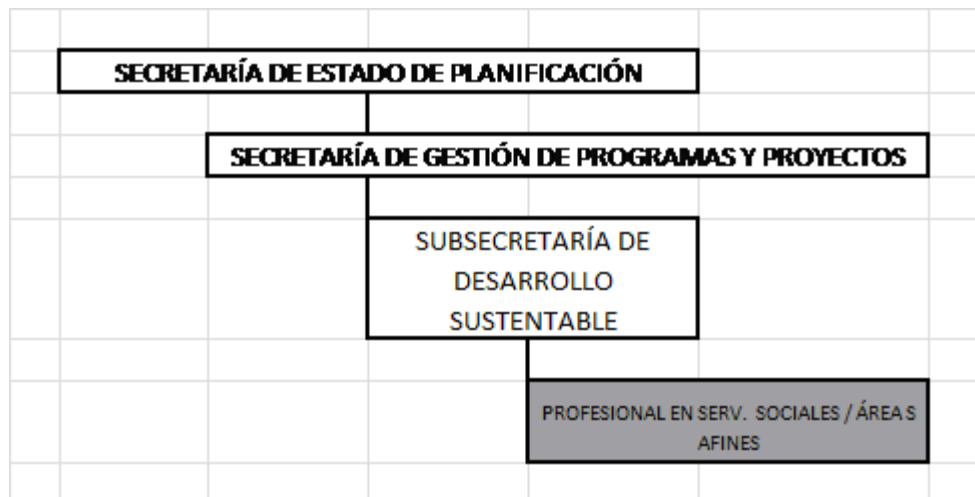 SECRETARÍA DE ESTADO DE PLANIFICACIÓN
SECRETARÍA DE GESTIÓN DE PROGRAMAS Y PROYECTOS
SUBSECRETARÍA DE
DESARROLLO
SUSTENTABLE
PROFESIONAL EN SERV. SOCIALES / ÁREAS
AFINES